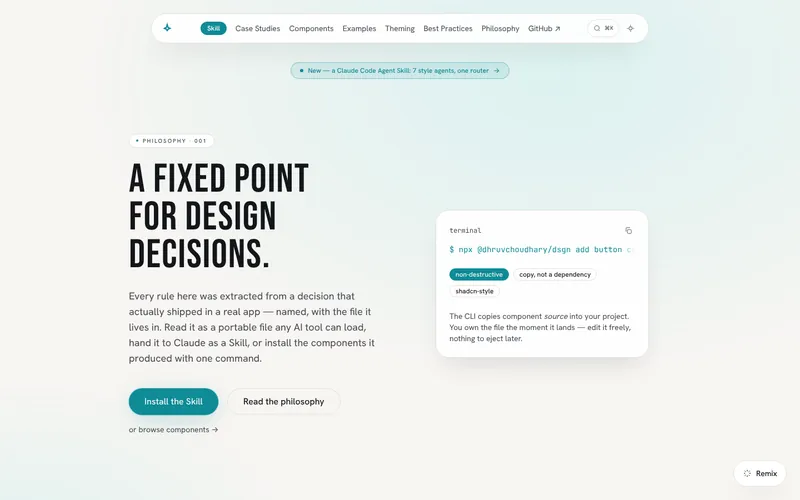 Skill Case Studies Components Examples Theming Best Practices Philosophy GitHub ↗ ⌘K
New — a Claude Code Agent Skill: 7 style agents, one router →
PHILOSOPHY · 001
A FIXED POINT
FOR DESIGN
DECISIONS.
Every rule here was extracted from a decision that
actually shipped in a real app — named, with the file it
lives in. Read it as a portable file any AI tool can load,
hand it to Claude as a Skill, or install the components it
produced with one command.
Install the Skill Read the philosophy
or browse components →
terminal
$ npx @dhruvchoudhary/dsgn add button
non-destructive copy, not a dependency
shadcn-style
The CLI copies component source into your project.
You own the file the moment it lands — edit it freely,
nothing to eject later.
Remix